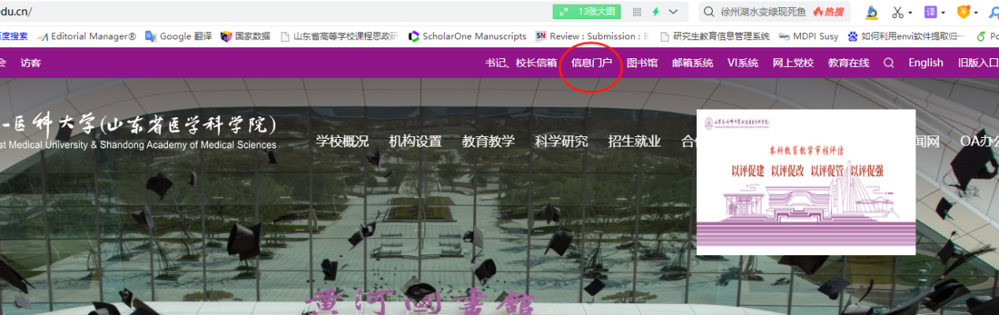 edu.cn/ 13张大图 徐州湖水变绿现死鱼 热搜 译
百度搜索 Editorial Manager® Google 翻译 国家数据 山东省高等学校课程思政研 ScholarOne Manuscripts SN Review : Submission : 研究生教育信息管理系统 MDPI Susy 如何利用envi软件提取归一
会 访客 书记、校长信箱 信息门户 图书馆 邮箱系统 VI系统 网上党校 教育在线 English 旧版入口
一医科大学(山东省医学科学院)
st Medical University & Shandong Academy of Medical Sciences
学校概况 机构设置 教育教学 科学研究 招生就业 合 闻网 OA办公
本科教育教学审核评估
以评促建 以评促改 以评促管 以评促强
黄河图书馆